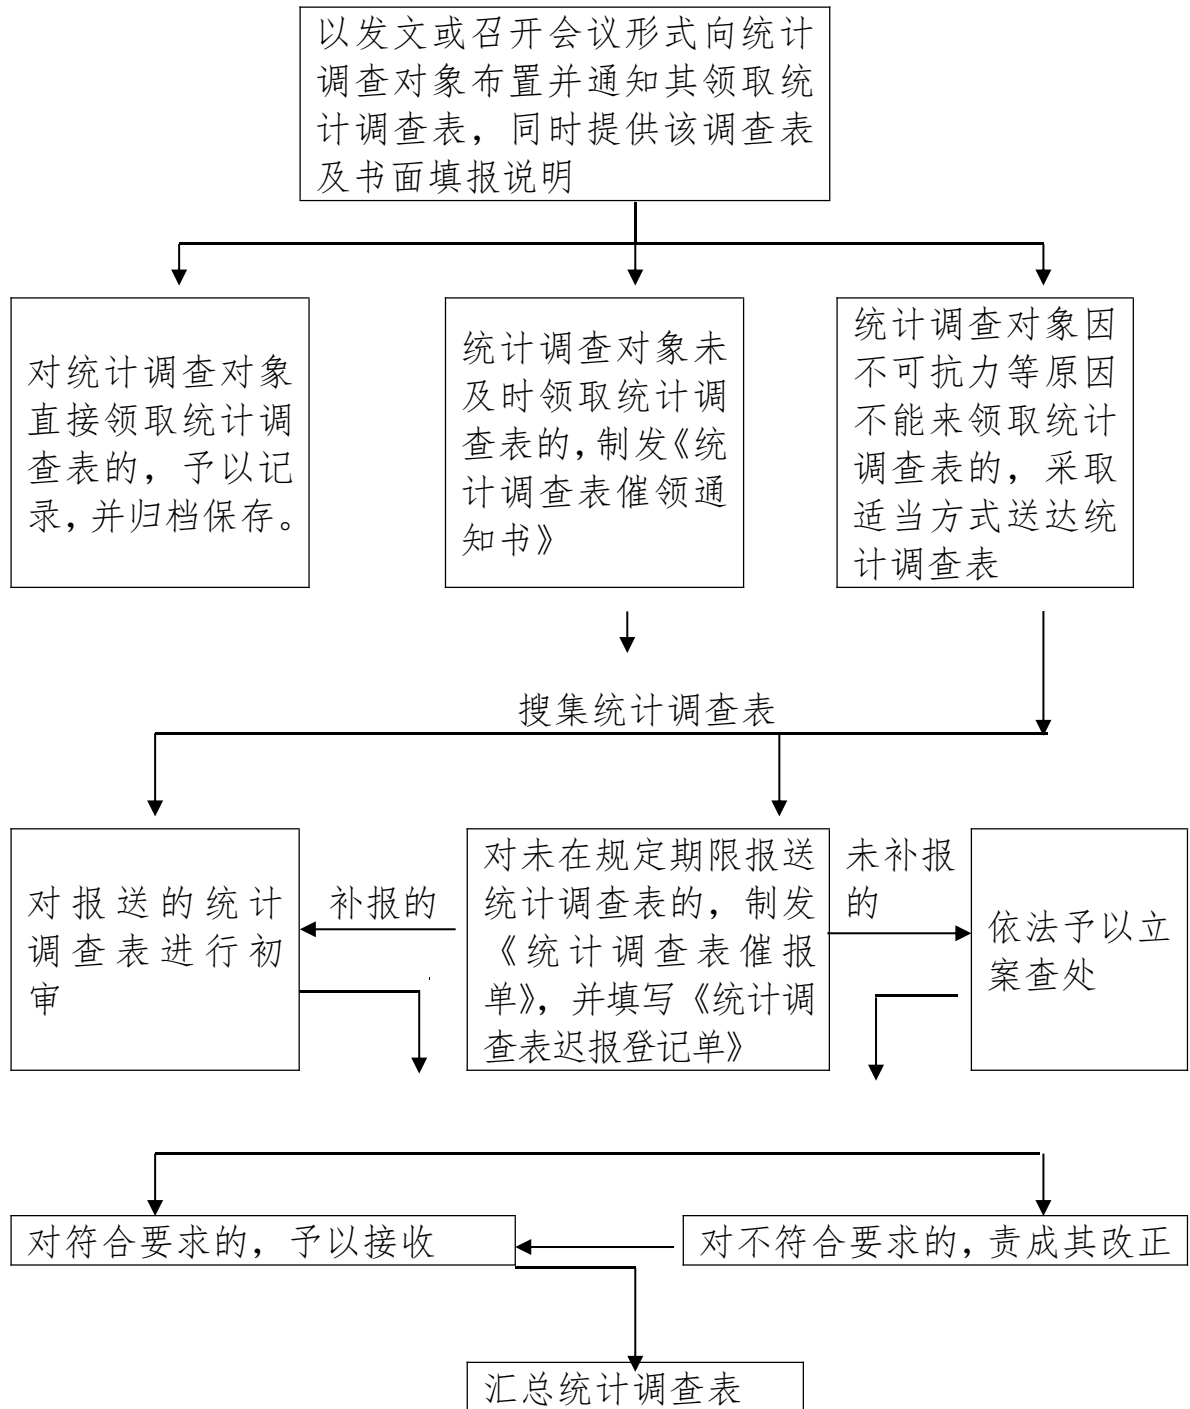 以发文或召开会议形式向统计
调查对象布置并通知其领取统
计调查表，同时提供该调查表
及书面填报说明
对统计调查对象
直接领取统计调
查表的，予以记
录，并归档保存。
统计调查对象未
及时领取统计调
查表的，制发《统
计调查表催领通
知书》
统计调查对象因
不可抗力等原因
不能来领取统计
调查表的，采取
适当方式送达统
计调查表
搜集统计调查表
对报送的统计
调查表进行初
审
补报的
对未在规定期限报送
统计调查表的，制发
《统计调查表催报
单》，并填写《统计调
查表迟报登记单》
未补报
的
依法予以立
案查处
对符合要求的，予以接收
对不符合要求的，责成其改正
汇总统计调查表